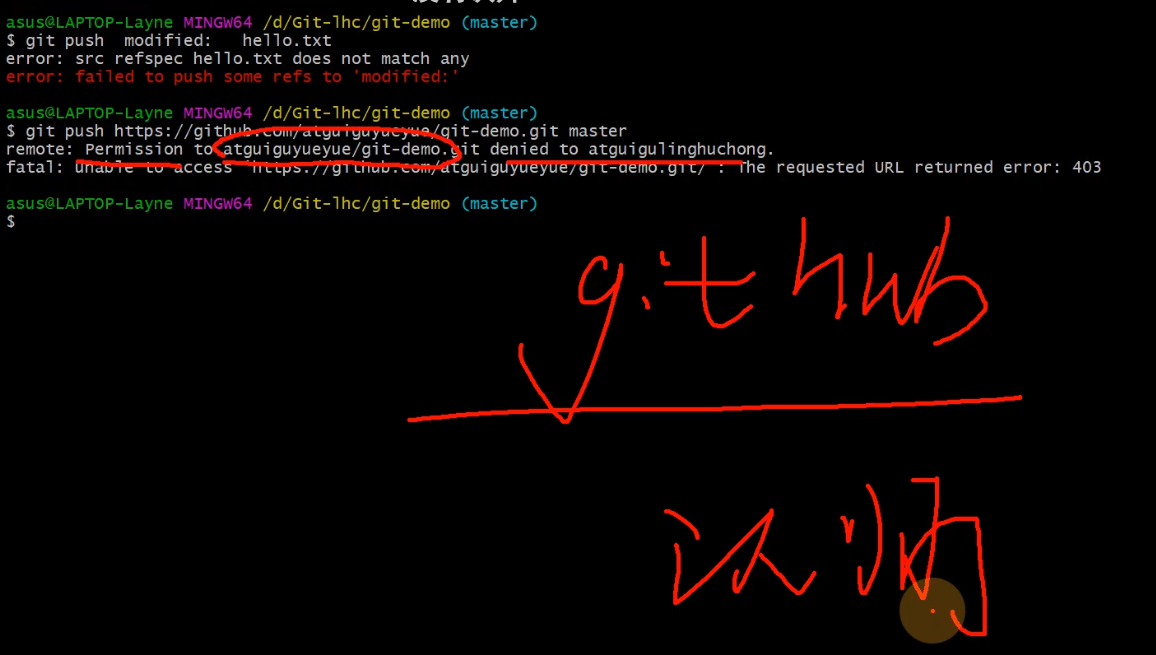 asus@LAPTOP-Layne MINGW64 /d/Git-lhc/git-demo (master)
$ git push  modified:   hello.txt
error: src refspec hello.txt does not match any
error: failed to push some refs to 'modified:'
asus@LAPTOP-Layne MINGW64 /d/Git-lhc/git-demo (master)
$ git push https://github.com/atguiguyueyue/git-demo.git master
remote: Permission to atguiguyueyue/git-demo.git denied to atguigulinghuchong.
fatal: unable to access 'https://github.com/atguiguyueyue/git-demo.git/': The requested URL returned error: 403
asus@LAPTOP-Layne MINGW64 /d/Git-lhc/git-demo (master)
$
github